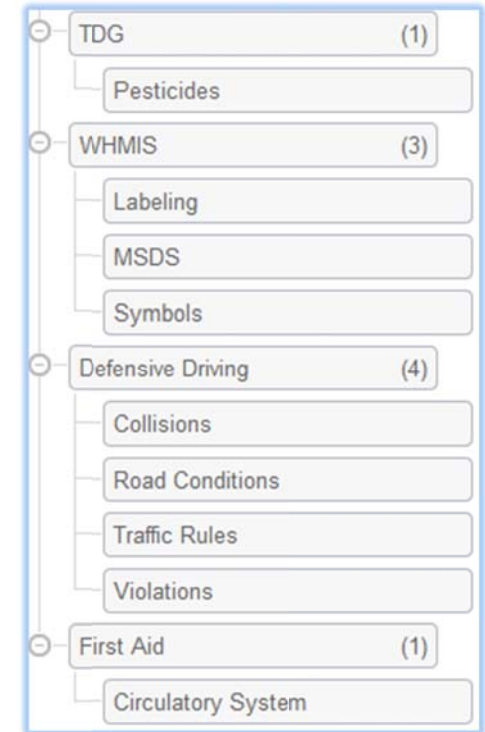 TDG (1)
Pesticides
WHMIS (3)
Labeling
MSDS
Symbols
Defensive Driving (4)
Collisions
Road Conditions
Traffic Rules
Violations
First Aid (1)
Circulatory System